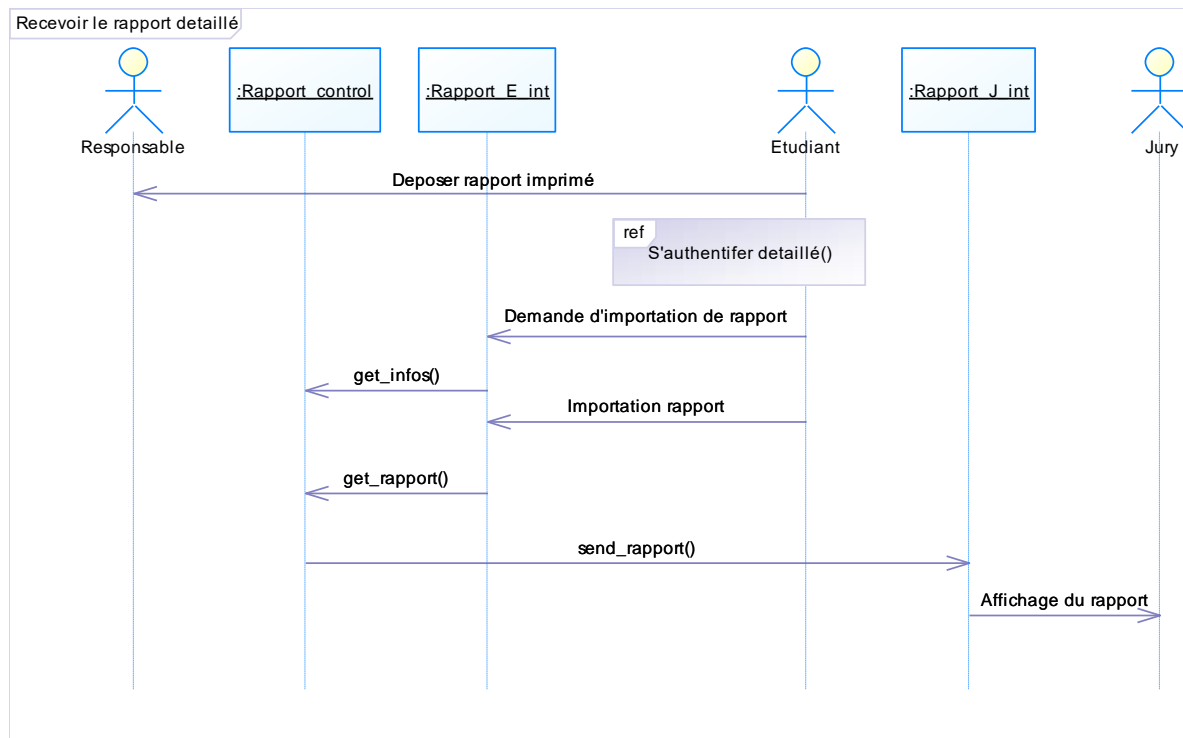 Recevoir le rapport detaillé
:Rapport_control
:Rapport_E_int
:Rapport_J_int
Responsable
Etudiant
Jury
Deposer rapport imprimé
ref
S'authentifer detaillé()
Demande d'importation de rapport
get_infos()
Importation rapport
get_rapport()
send_rapport()
Affichage du rapport